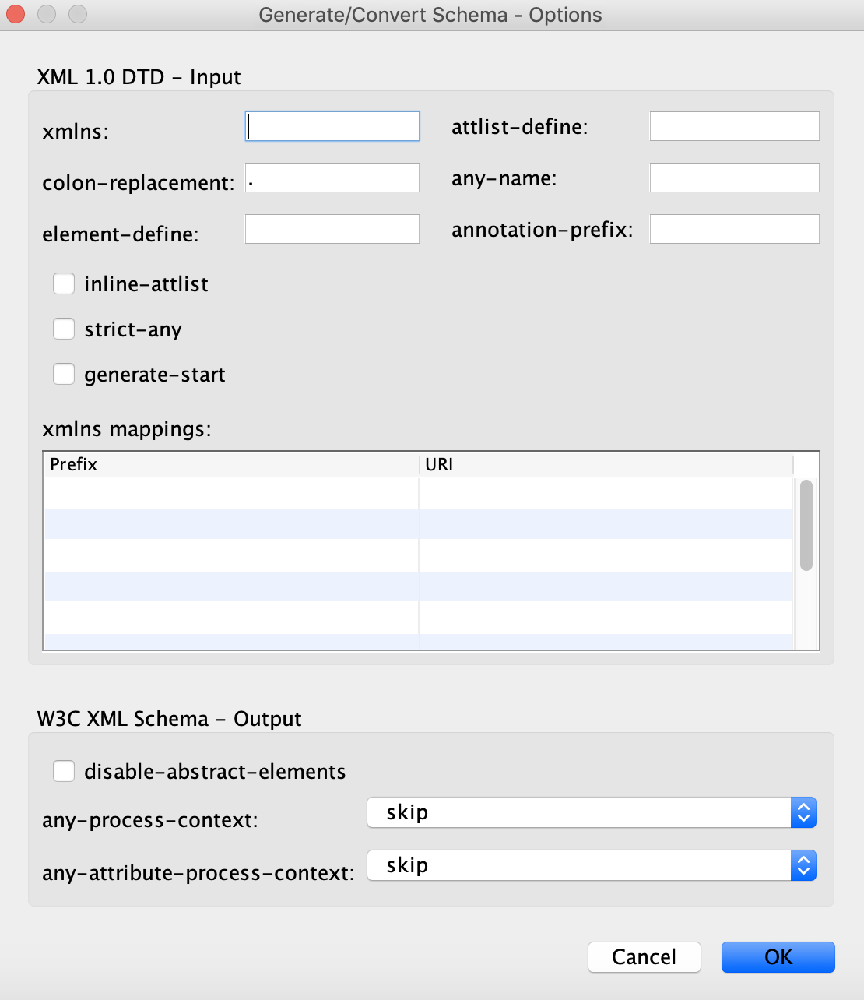 Generate/Convert Schema - Options
XML 1.0 DTD - Input
xmlns:
attlist-define:
colon-replacement: .
any-name:
element-define:
annotation-prefix:
inline-attlist
strict-any
generate-start
xmlns mappings:
Prefix URI
W3C XML Schema - Output
disable-abstract-elements
any-process-context: skip
any-attribute-process-context: skip
Cancel OK